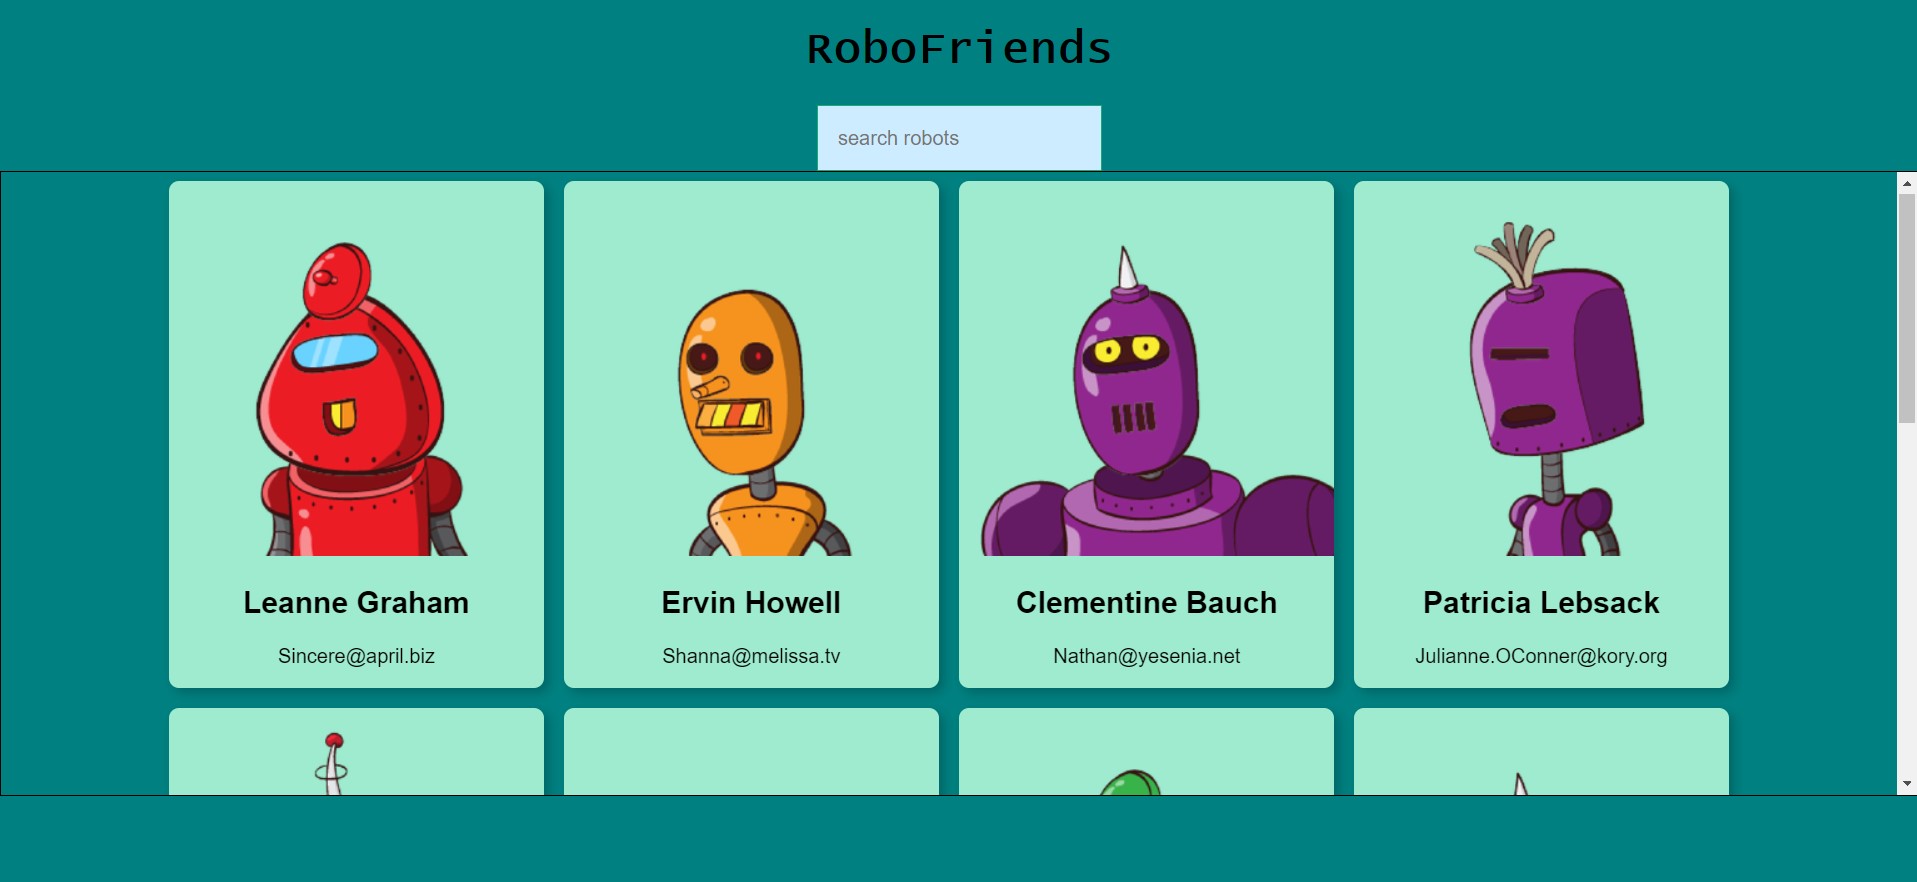 RoboFriends
search robots
Leanne Graham
Sincere@april.biz
Ervin Howell
Shanna@melissa.tv
Clementine Bauch
Nathan@yesenia.net
Patricia Lebsack
Julianne.OConner@kory.org